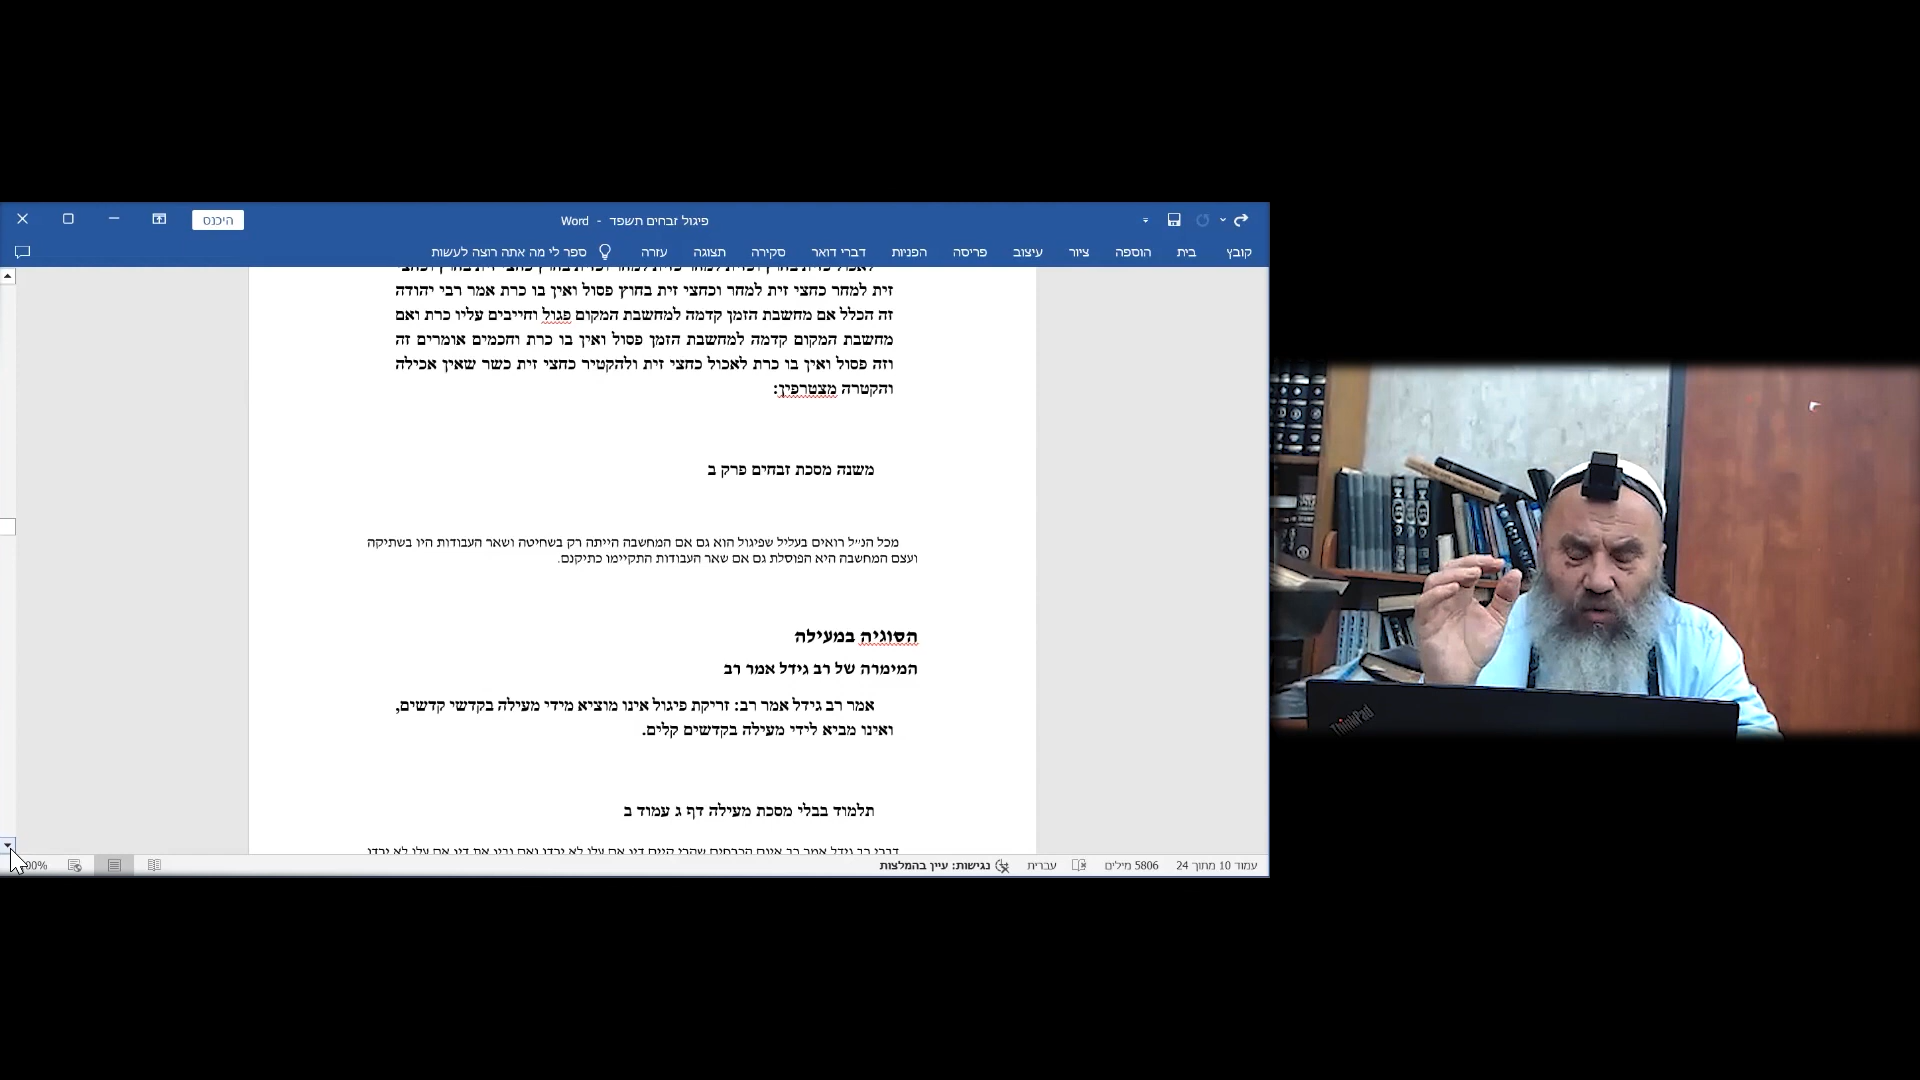 היכנס
פיגול זבחים תשפד - Word
קובץ בית הוספה ציור עיצוב פריסה הפניות דברי דואר סקירה תצוגה עזרה ספר לי מה אתה רוצה לעשות
זית למחר כחצי זית למחר וכחצי זית בחוץ פסול ואין בו כרת אמר רבי יהודה
זה הכלל אם מחשבת הזמן קדמה למחשבת המקום פגול וחייבים עליו כרת ואם
מחשבת המקום קדמה למחשבת הזמן פסול ואין בו כרת וחכמים אומרים זה
וזה פסול ואין בו כרת לאכול כחצי זית ולהקטיר כחצי זית כשר שאין אכילה
והקטרה מצטרפין:
משנה מסכת זבחים פרק ב
מכל הנ״ל רואים בעליל שפיגול הוא גם אם המחשבה הייתה רק בשחיטה ושאר העבודות היו בשתיקה
ועצם המחשבה היא הפוסלת גם אם שאר העבודות התקיימו כתיקנם.
הסוגיה במעילה
המימרה של רב גידל אמר רב
אמר רב גידל אמר רב: זריקת פיגול אינו מוציא מידי מעילה בקדשי קדשים,
ואינו מביא לידי מעילה בקדשים קלים.
תלמוד בבלי מסכת מעילה דף ג עמוד ב
עמוד 10 מתוך 24 5806 מילים עברית נגישות: עיין בהמלצות
ThinkPad